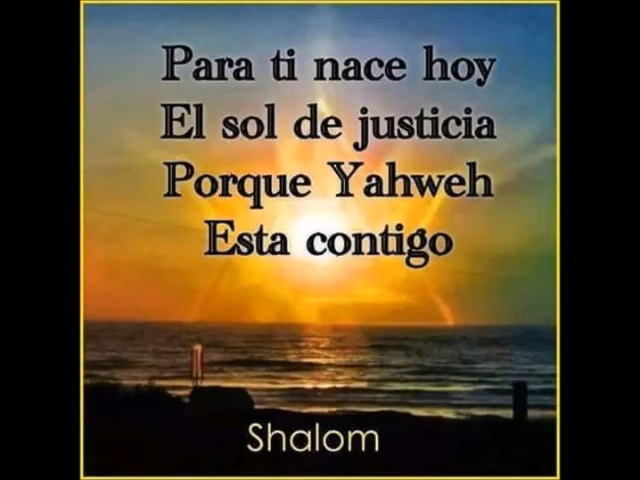 Para ti nace hoy
El sol de justicia
Porque Yahweh
Esta contigo
Shalom